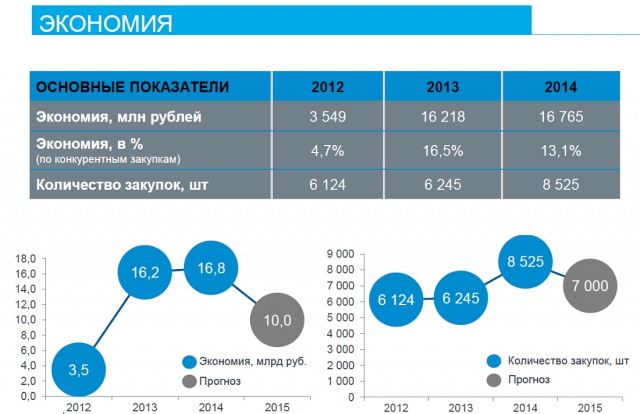 ЭКОНОМИЯ
ОСНОВНЫЕ ПОКАЗАТЕЛИ 2012 2013 2014
Экономия, млн рублей 3 549 16 218 16 765
Экономия, в %
(по конкурентным закупкам) 4,7% 16,5% 13,1%
Количество закупок, шт 6 124 6 245 8 525
18,0
16,0
14,0
12,0
10,0
8,0
6,0
4,0
2,0
0,0
3,5
16,2
16,8
10,0
Экономия, млрд руб.
Прогноз
2012 2013 2014 2015
9 000
8 000
7 000
6 000
5 000
4 000
3 000
2 000
1 000
0
6 124
6 245
8 525
7 000
Количество закупок, шт
Прогноз
2012 2013 2014 2015